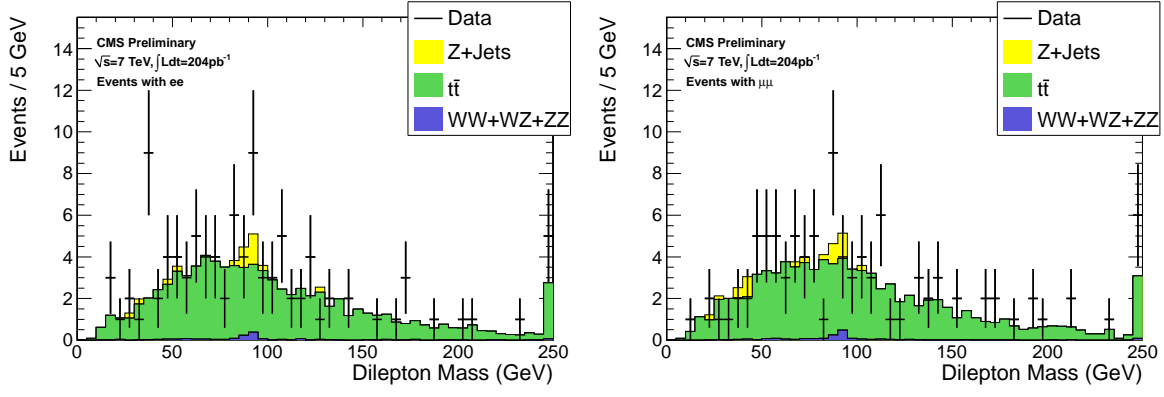 Events / 5 GeV
14
12
10
8
6
4
2
0
CMS Preliminary
√s=7 TeV,∫Ldt=204pb⁻¹
Events with ee
Data
Z+Jets
tt̄
WW+WZ+ZZ
0 50 100 150 200 250
Dilepton Mass (GeV)
Events / 5 GeV
14
12
10
8
6
4
2
0
CMS Preliminary
√s=7 TeV,∫Ldt=204pb⁻¹
Events with μμ
Data
Z+Jets
tt̄
WW+WZ+ZZ
0 50 100 150 200 250
Dilepton Mass (GeV)